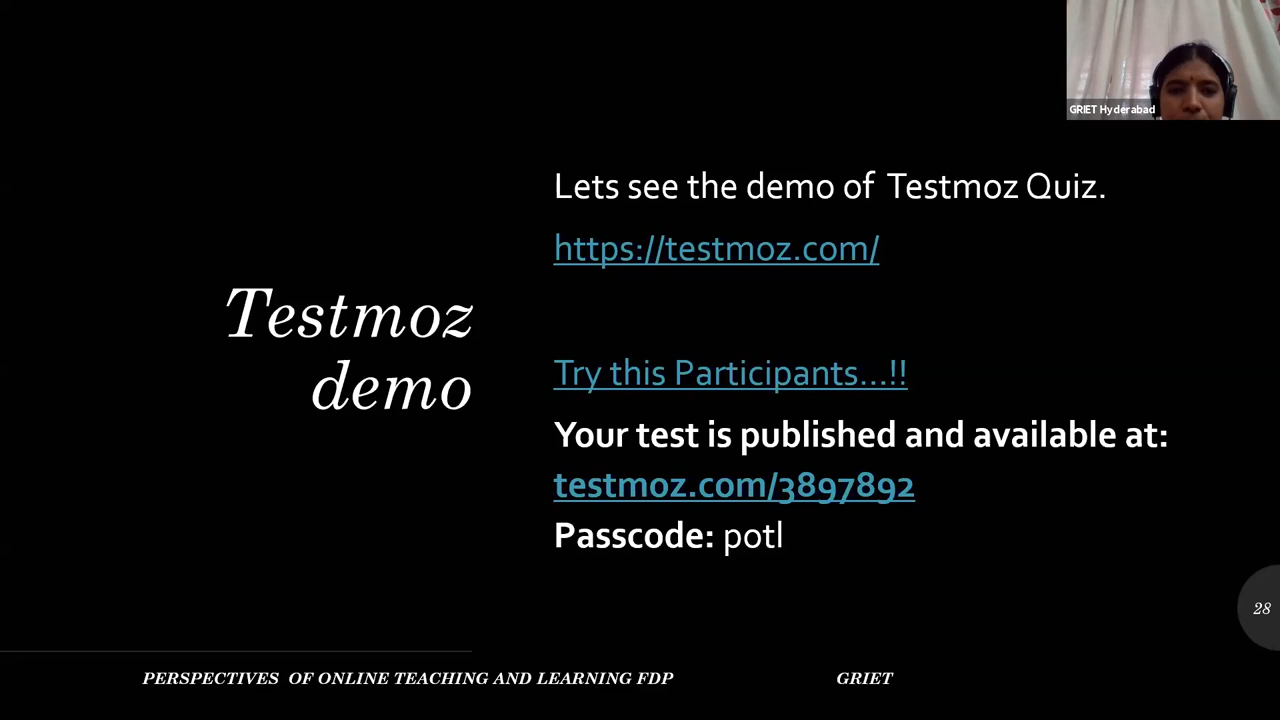 GRIET Hyderabad
Lets see the demo of Testmoz Quiz.
https://testmoz.com/
Testmoz
demo
Try this Participants...!!
Your test is published and available at:
testmoz.com/3897892
Passcode: potl
28
PERSPECTIVES OF ONLINE TEACHING AND LEARNING FDP GRIET